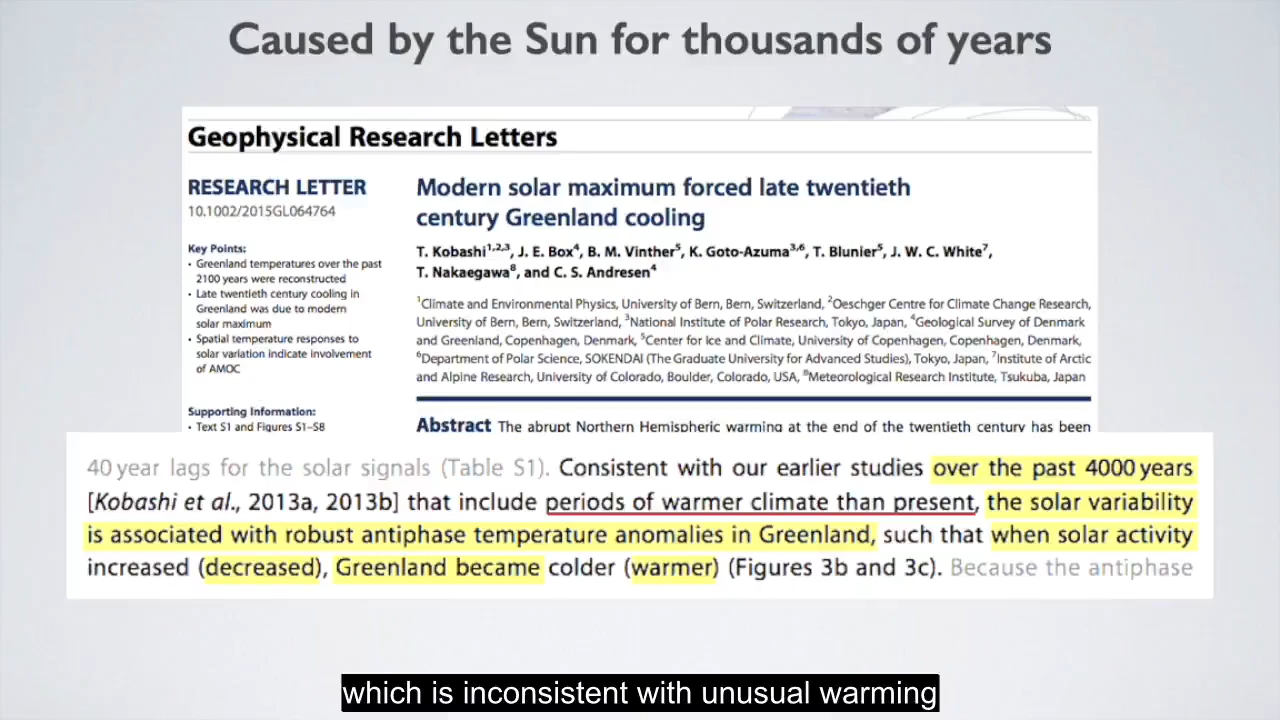 Caused by the Sun for thousands of years
Geophysical Research Letters
RESEARCH LETTER
10.1002/2015GL064764
Key Points:
• Greenland temperatures over the past
2100 years were reconstructed
• Late twentieth century cooling in
Greenland was due to modern
solar maximum
• Spatial temperature responses to
solar variation indicate involvement
of AMOC
Supporting Information:
• Text S1 and Figures S1–S8
Modern solar maximum forced late twentieth
century Greenland cooling
T. Kobashi1,2,3, J. E. Box4, B. M. Vinther5, K. Goto-Azuma3,6, T. Blunier5, J. W. C. White7,
T. Nakaegawa8, and C. S. Andresen4
1Climate and Environmental Physics, University of Bern, Bern, Switzerland, 2Oeschger Centre for Climate Change Research,
University of Bern, Bern, Switzerland, 3National Institute of Polar Research, Tokyo, Japan, 4Geological Survey of Denmark
and Greenland, Copenhagen, Denmark, 5Center for Ice and Climate, University of Copenhagen, Copenhagen, Denmark,
6Department of Polar Science, SOKENDAI (The Graduate University for Advanced Studies), Tokyo, Japan, 7Institute of Arctic
and Alpine Research, University of Colorado, Boulder, Colorado, USA, 8Meteorological Research Institute, Tsukuba, Japan
Abstract The abrupt Northern Hemispheric warming at the end of the twentieth century has been
40 year lags for the solar signals (Table S1). Consistent with our earlier studies over the past 4000 years
[Kobashi et al., 2013a, 2013b] that include periods of warmer climate than present, the solar variability
is associated with robust antiphase temperature anomalies in Greenland, such that when solar activity
increased (decreased), Greenland became colder (warmer) (Figures 3b and 3c). Because the antiphase
which is inconsistent with unusual warming